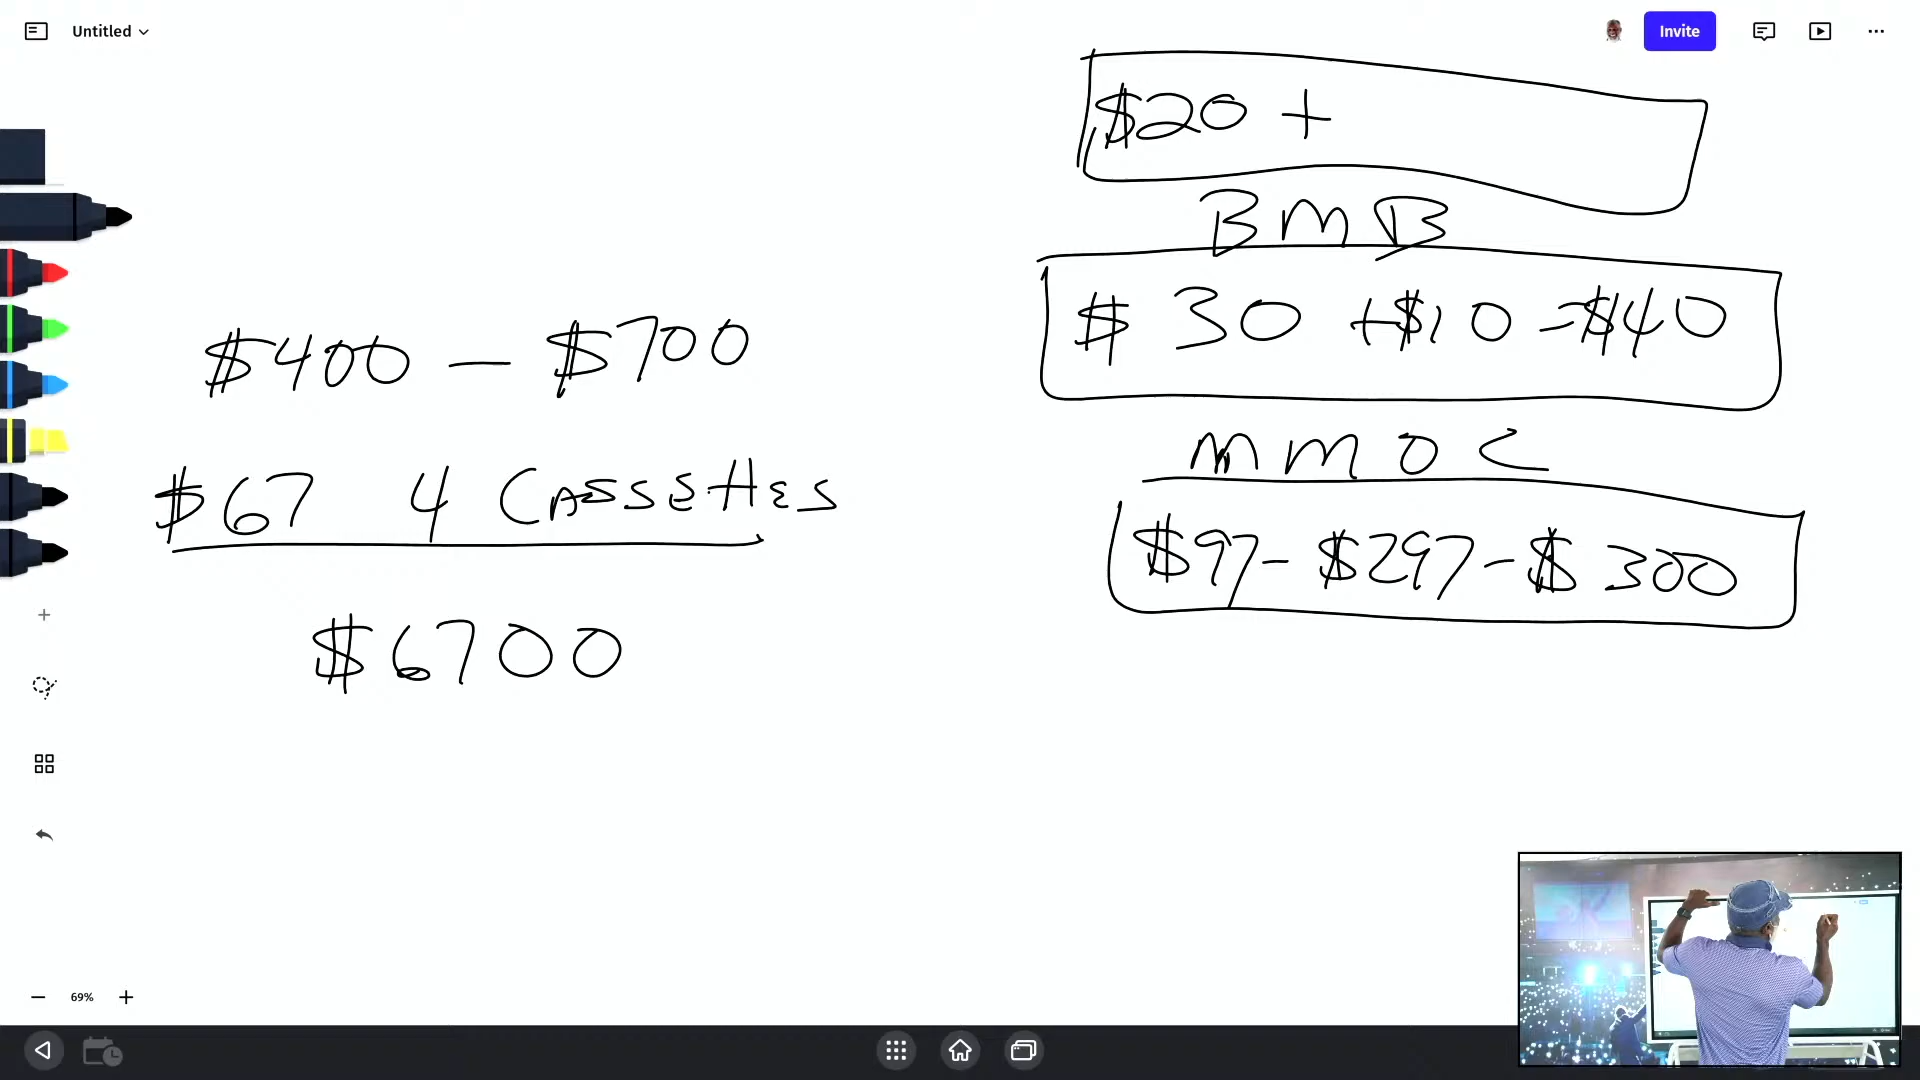 Untitled
Invite
$400 - $700
$67 4 CASSETTES
$6700
$20 +
BMB
$30 +$10 =$40
MMOC
$97- $297- $300
69%